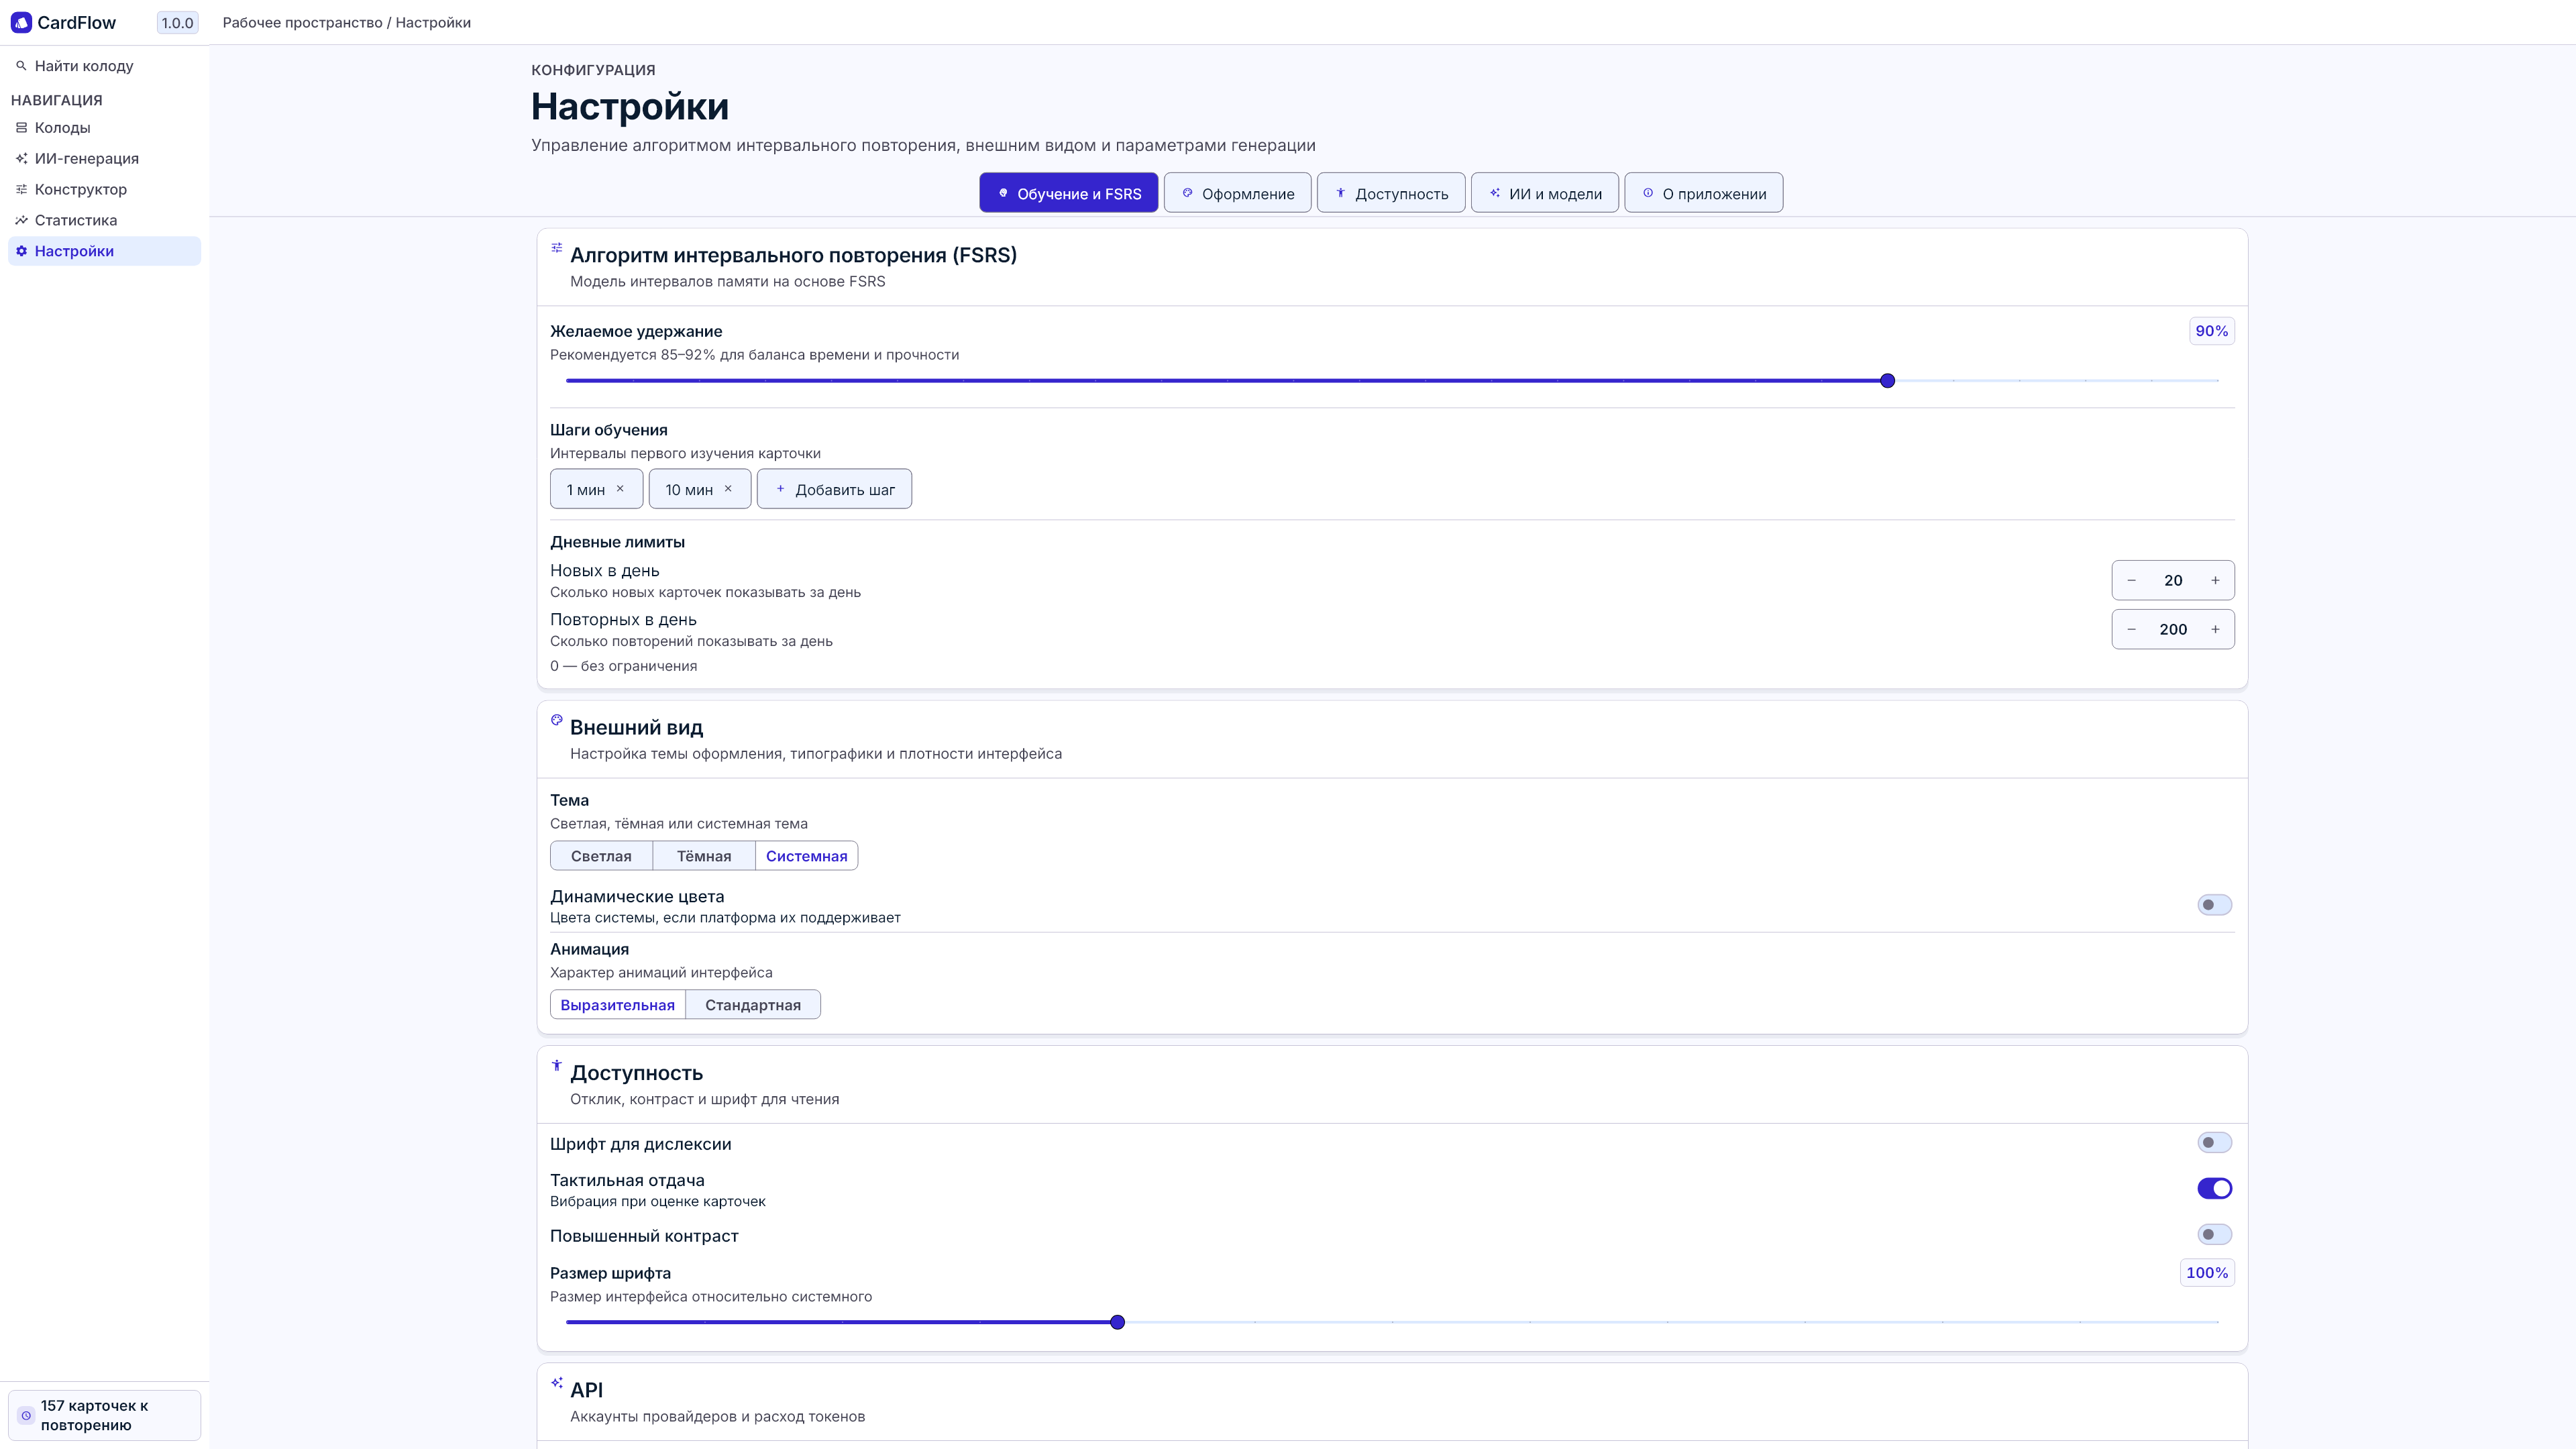 CardFlow
1.0.0
Рабочее пространство / Настройки
Найти колоду
НАВИГАЦИЯ
Колоды
ИИ-генерация
Конструктор
Статистика
Настройки
157 карточек к
повторению
КОНФИГУРАЦИЯ
Настройки
Управление алгоритмом интервального повторения, внешним видом и параметрами генерации
Обучение и FSRS
Оформление
Доступность
ИИ и модели
О приложении
Алгоритм интервального повторения (FSRS)
Модель интервалов памяти на основе FSRS
Желаемое удержание
90%
Рекомендуется 85–92% для баланса времени и прочности
Шаги обучения
Интервалы первого изучения карточки
1 мин ×
10 мин ×
+ Добавить шаг
Дневные лимиты
Новых в день
Сколько новых карточек показывать за день
− 20 +
Повторных в день
Сколько повторений показывать за день
− 200 +
0 — без ограничения
Внешний вид
Настройка темы оформления, типографики и плотности интерфейса
Тема
Светлая, тёмная или системная тема
Светлая
Тёмная
Системная
Динамические цвета
Цвета системы, если платформа их поддерживает
Анимация
Характер анимаций интерфейса
Выразительная
Стандартная
Доступность
Отклик, контраст и шрифт для чтения
Шрифт для дислексии
Тактильная отдача
Вибрация при оценке карточек
Повышенный контраст
Размер шрифта
100%
Размер интерфейса относительно системного
API
Аккаунты провайдеров и расход токенов